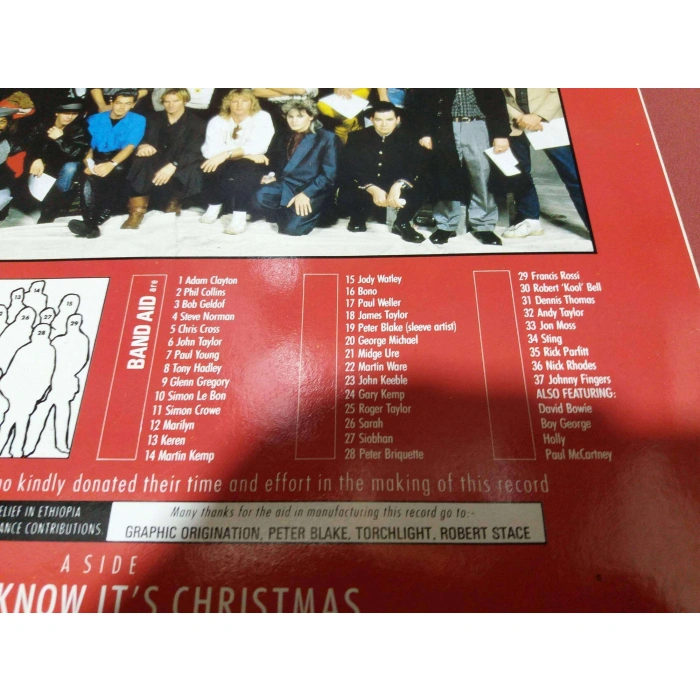 13
14
15
26
27
28
29
BAND AID are
1 Adam Clayton
2 Phil Collins
3 Bob Geldof
4 Steve Norman
5 Chris Cross
6 John Taylor
7 Paul Young
8 Tony Hadley
9 Glenn Gregory
10 Simon Le Bon
11 Simon Crowe
12 Marilyn
13 Keren
14 Martin Kemp
15 Jody Watley
16 Bono
17 Paul Weller
18 James Taylor
19 Peter Blake (sleeve artist)
20 George Michael
21 Midge Ure
22 Martin Ware
23 John Keeble
24 Gary Kemp
25 Roger Taylor
26 Sarah
27 Siobhan
28 Peter Briquette
29 Francis Rossi
30 Robert 'Kool' Bell
31 Dennis Thomas
32 Andy Taylor
33 Jon Moss
34 Sting
35 Rick Parfitt
36 Nick Rhodes
37 Johnny Fingers
ALSO FEATURING:
David Bowie
Boy George
Holly
Paul McCartney
kindly donated their time and effort in the making of this record
ELIEF IN ETHIOPIA
ANCE CONTRIBUTIONS
Many thanks for the aid in manufacturing this record go to:-
GRAPHIC ORIGINATION, PETER BLAKE, TORCHLIGHT, ROBERT STACE
A SIDE
KNOW IT'S CHRISTMAS